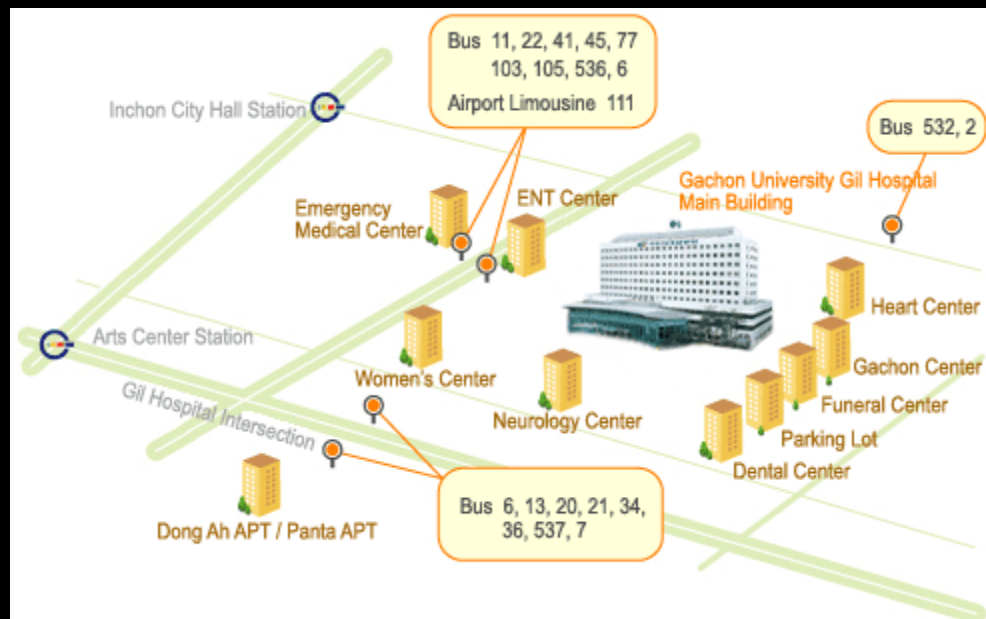 Bus 11, 22, 41, 45, 77
103, 105, 536, 6
Airport Limousine 111
Inchon City Hall Station
Bus 532, 2
Gachon University Gil Hospital
Main Building
ENT Center
Emergency
Medical Center
Heart Center
Arts Center Station
Gachon Center
Women's Center
Gil Hospital Intersection
Funeral Center
Neurology Center
Parking Lot
Dental Center
Bus 6, 13, 20, 21, 34,
36, 537, 7
Dong Ah APT / Panta APT